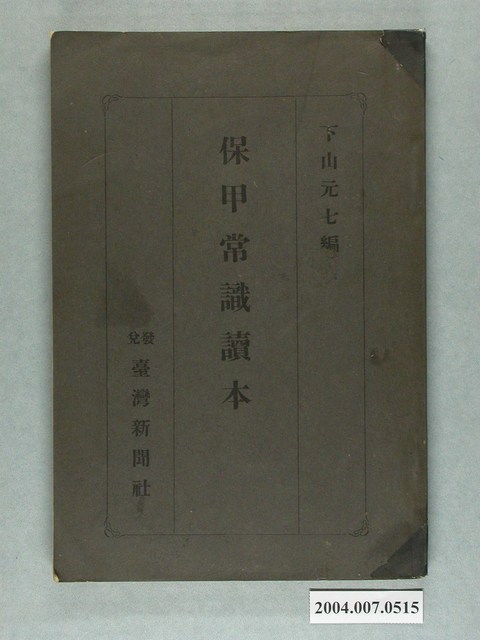 下山元七編
保甲常識讀本
發兌 臺灣新聞社
2004.007.0515